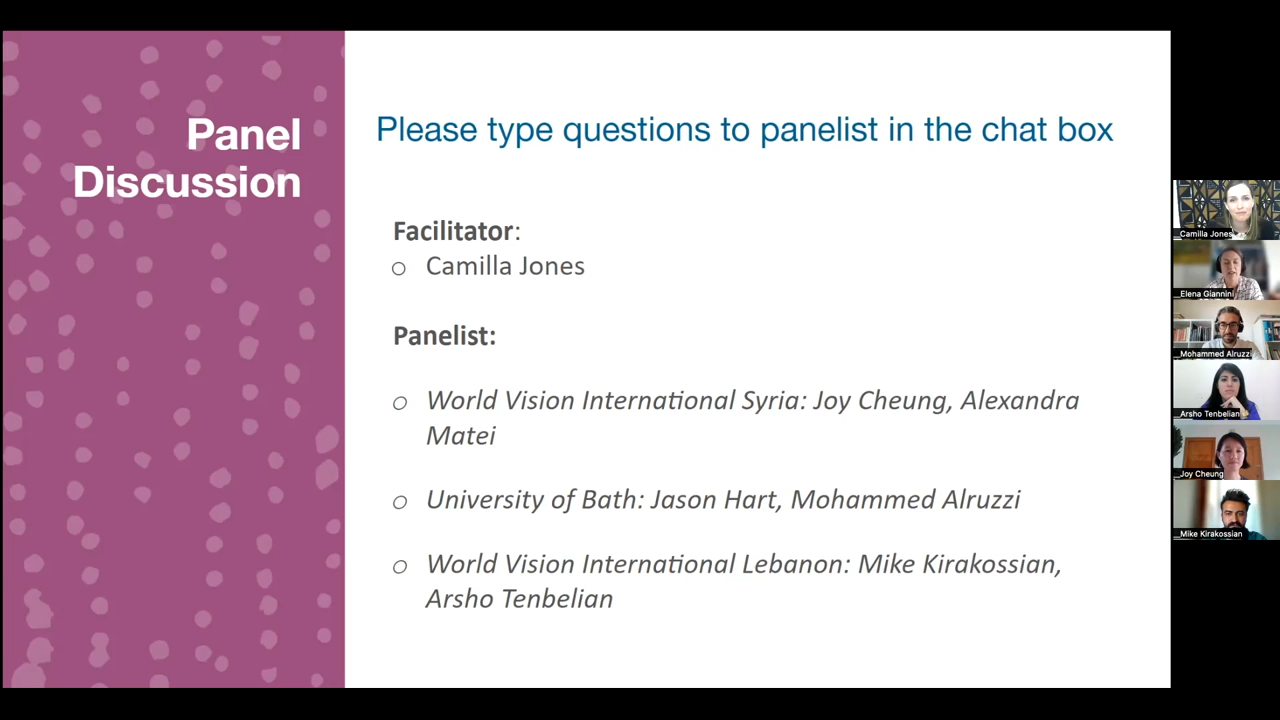 Panel
Discussion
Please type questions to panelist in the chat box
Facilitator:
o Camilla Jones
Panelist:
o World Vision International Syria: Joy Cheung, Alexandra
Matei
o University of Bath: Jason Hart, Mohammed Alruzzi
o World Vision International Lebanon: Mike Kirakossian,
Arsho Tenbelian
Camilla Jones
Elena Giannini
Mohammed Alruzzi
Arsho Tenbelian
Joy Cheung
Mike Kirakossian